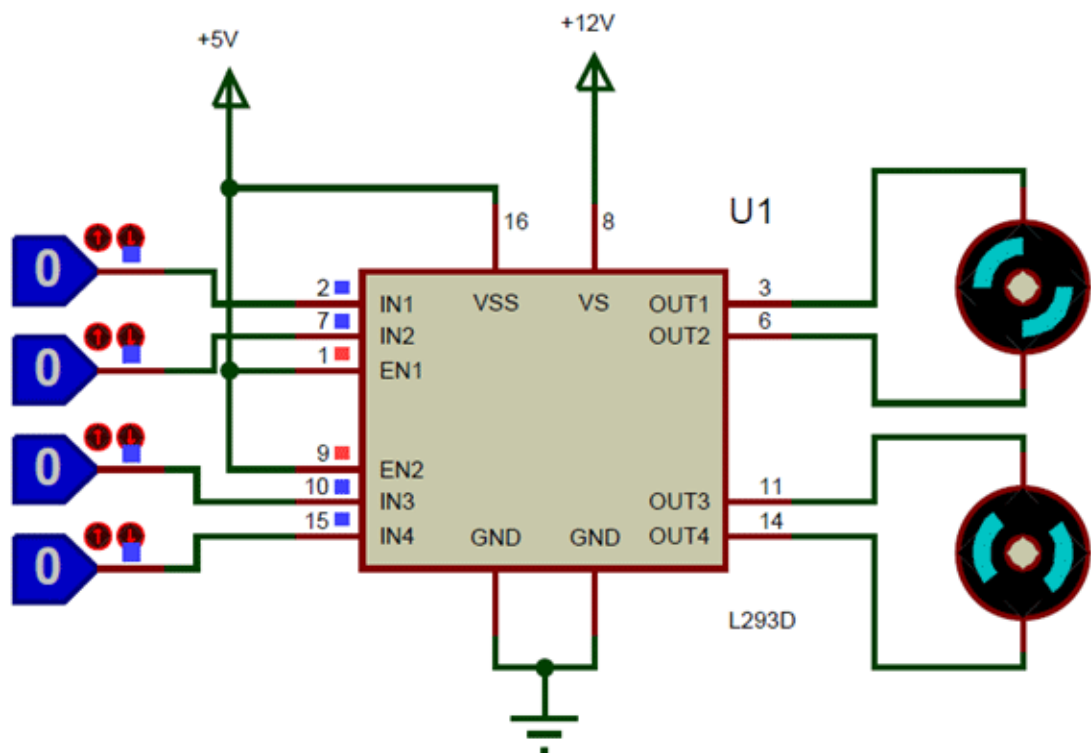 +5V
+12V
16
8
U1
0
2
IN1
VSS
VS
OUT1
3
7
IN2
OUT2
6
0
1
EN1
0
9
EN2
10
IN3
OUT3
11
15
IN4
GND
GND
OUT4
14
0
L293D